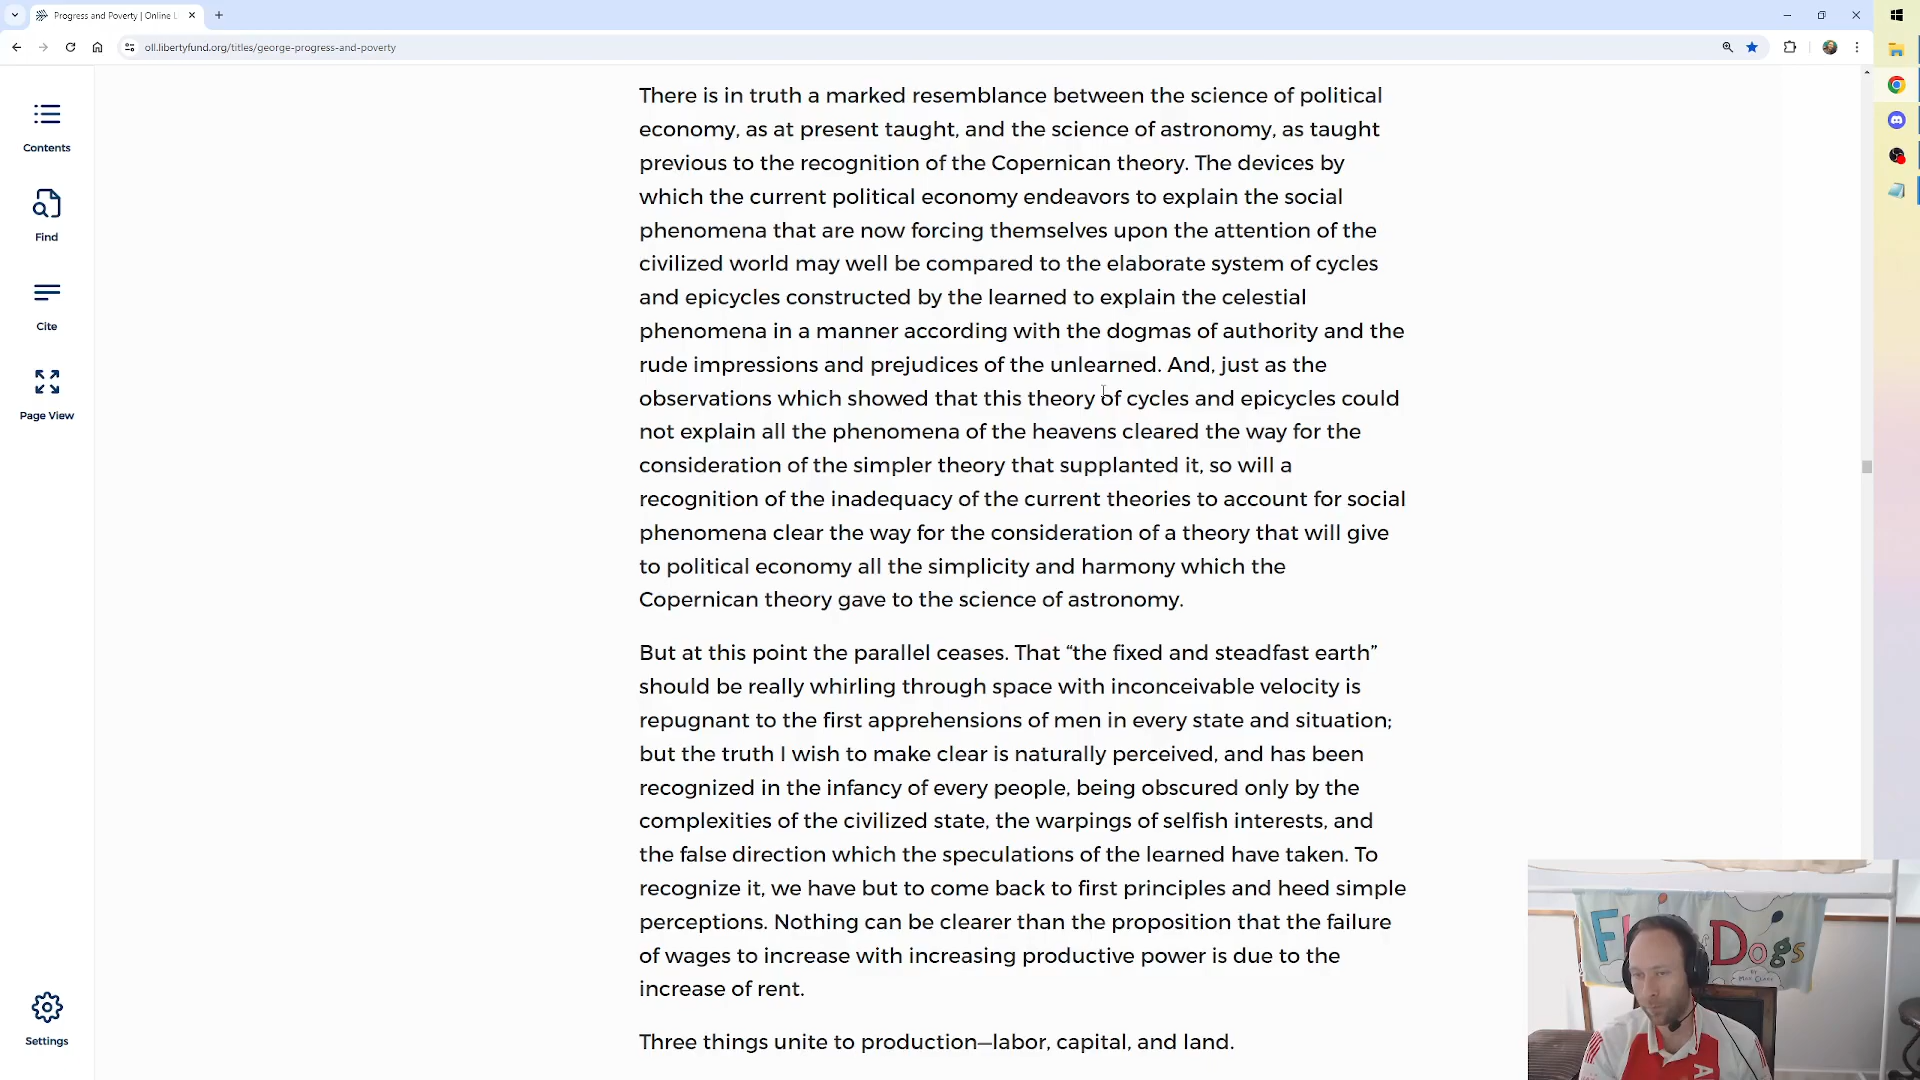 Progress and Poverty | Online L
oll.libertyfund.org/titles/george-progress-and-poverty
Contents
Find
Cite
Page View
Settings
There is in truth a marked resemblance between the science of political
economy, as at present taught, and the science of astronomy, as taught
previous to the recognition of the Copernican theory. The devices by
which the current political economy endeavors to explain the social
phenomena that are now forcing themselves upon the attention of the
civilized world may well be compared to the elaborate system of cycles
and epicycles constructed by the learned to explain the celestial
phenomena in a manner according with the dogmas of authority and the
rude impressions and prejudices of the unlearned. And, just as the
observations which showed that this theory of cycles and epicycles could
not explain all the phenomena of the heavens cleared the way for the
consideration of the simpler theory that supplanted it, so will a
recognition of the inadequacy of the current theories to account for social
phenomena clear the way for the consideration of a theory that will give
to political economy all the simplicity and harmony which the
Copernican theory gave to the science of astronomy.
But at this point the parallel ceases. That “the fixed and steadfast earth”
should be really whirling through space with inconceivable velocity is
repugnant to the first apprehensions of men in every state and situation;
but the truth I wish to make clear is naturally perceived, and has been
recognized in the infancy of every people, being obscured only by the
complexities of the civilized state, the warpings of selfish interests, and
the false direction which the speculations of the learned have taken. To
recognize it, we have but to come back to first principles and heed simple
perceptions. Nothing can be clearer than the proposition that the failure
of wages to increase with increasing productive power is due to the
increase of rent.
Three things unite to production—labor, capital, and land.
Dogs